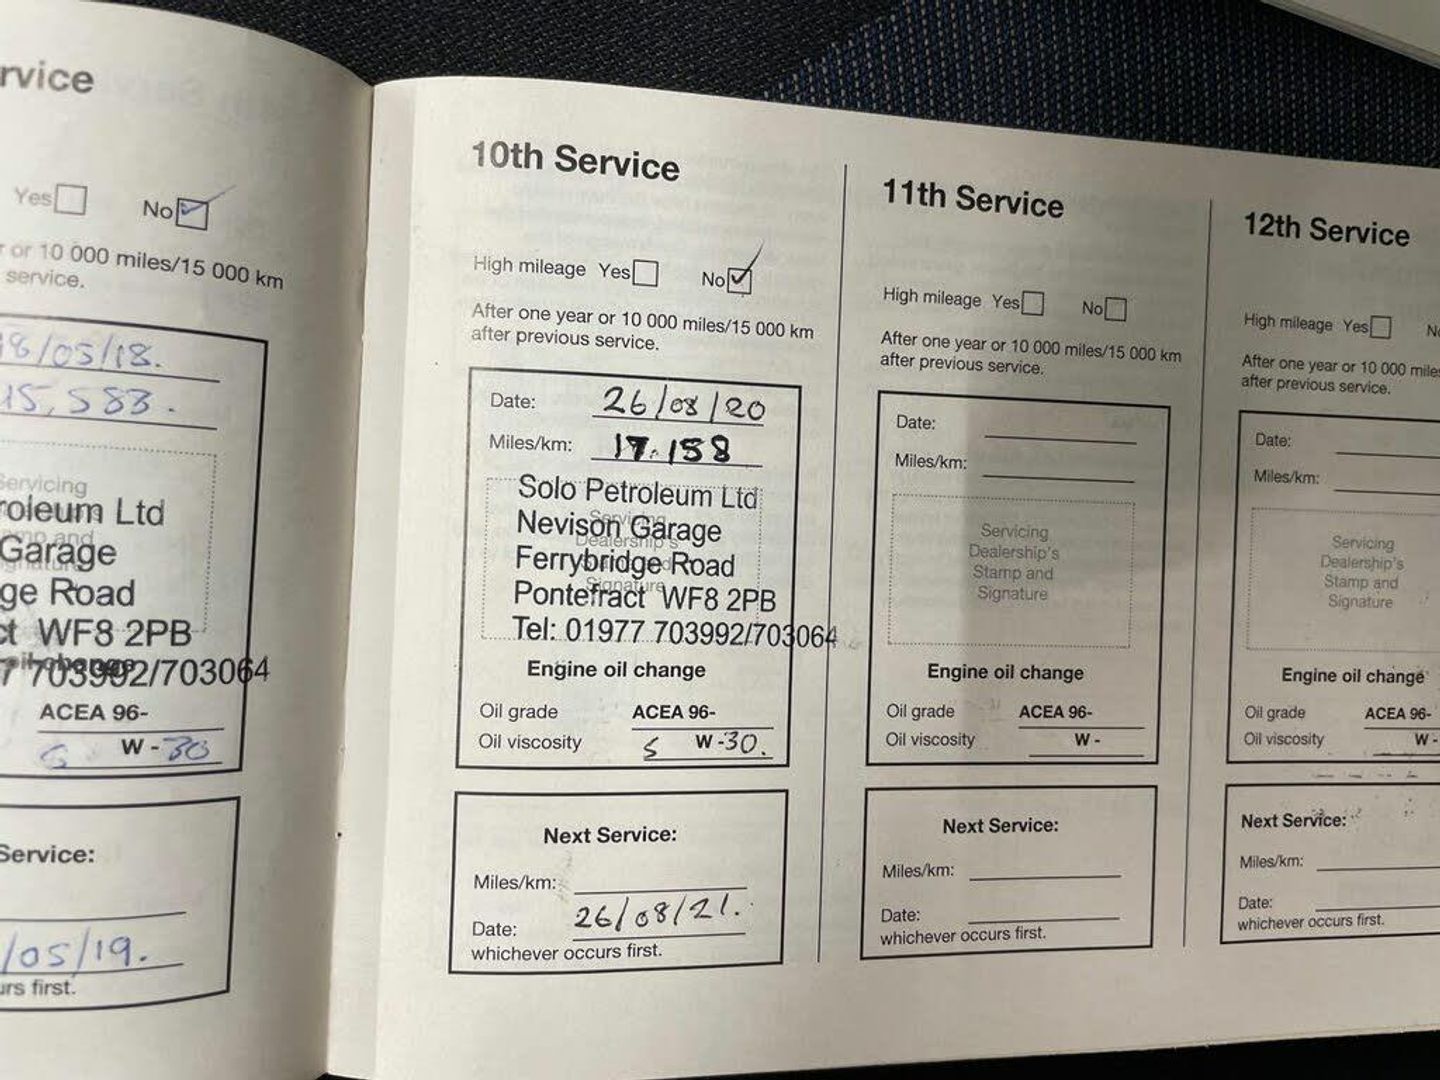 rvice
Yes No
r or 10 000 miles/15 000 km
service.
8/05/18.
15,583.
Servicing
roleum Ltd
Garage
ge Road
ct WF8 2PB
7 703992/703064
ACEA 96-
5 W - 30
Service:
/05/19.
urs first.
10th Service
High mileage Yes No
After one year or 10 000 miles/15 000 km
after previous service.
Date: 26/08/20
Miles/km: 17.158
Solo Petroleum Ltd
Nevison Garage
Ferrybridge Road
Pontefract WF8 2PB
Tel: 01977 703992/703064
Servicing
Dealership's
Stamp and
Signature
Engine oil change
Oil grade ACEA 96-
Oil viscosity 5 W -30.
Next Service:
Miles/km:
Date: 26/08/21.
whichever occurs first.
11th Service
High mileage Yes No
After one year or 10 000 miles/15 000 km
after previous service.
Date:
Miles/km:
Servicing
Dealership's
Stamp and
Signature
Engine oil change
Oil grade ACEA 96-
Oil viscosity W -
Next Service:
Miles/km:
Date:
whichever occurs first.
12th Service
High mileage Yes
After one year or 10 000 miles
after previous service.
Date:
Miles/km:
Servicing
Dealership's
Stamp and
Signature
Engine oil change
Oil grade ACEA 96-
Oil viscosity W -
Next Service:
Miles/km:
Date:
whichever occurs first.